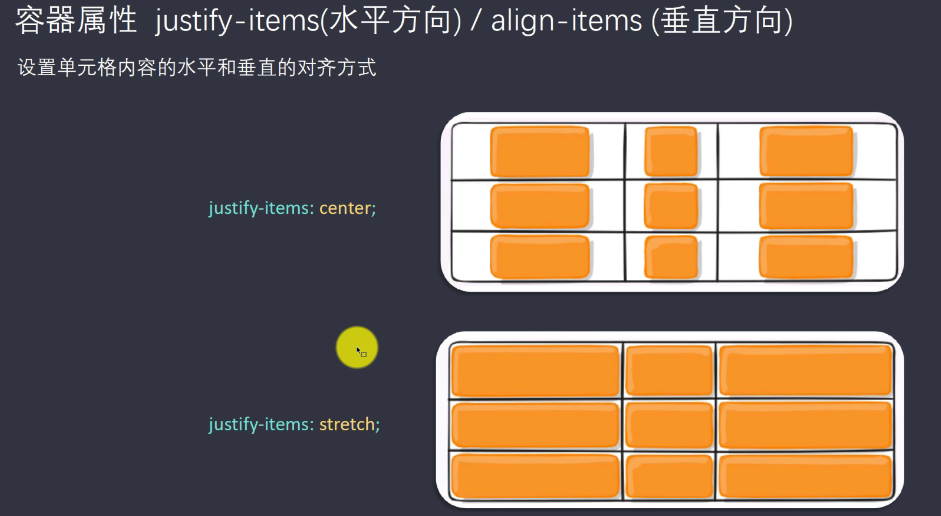 容器属性 justify-items(水平方向) / align-items (垂直方向)
设置单元格内容的水平和垂直的对齐方式
justify-items: center;
justify-items: stretch;